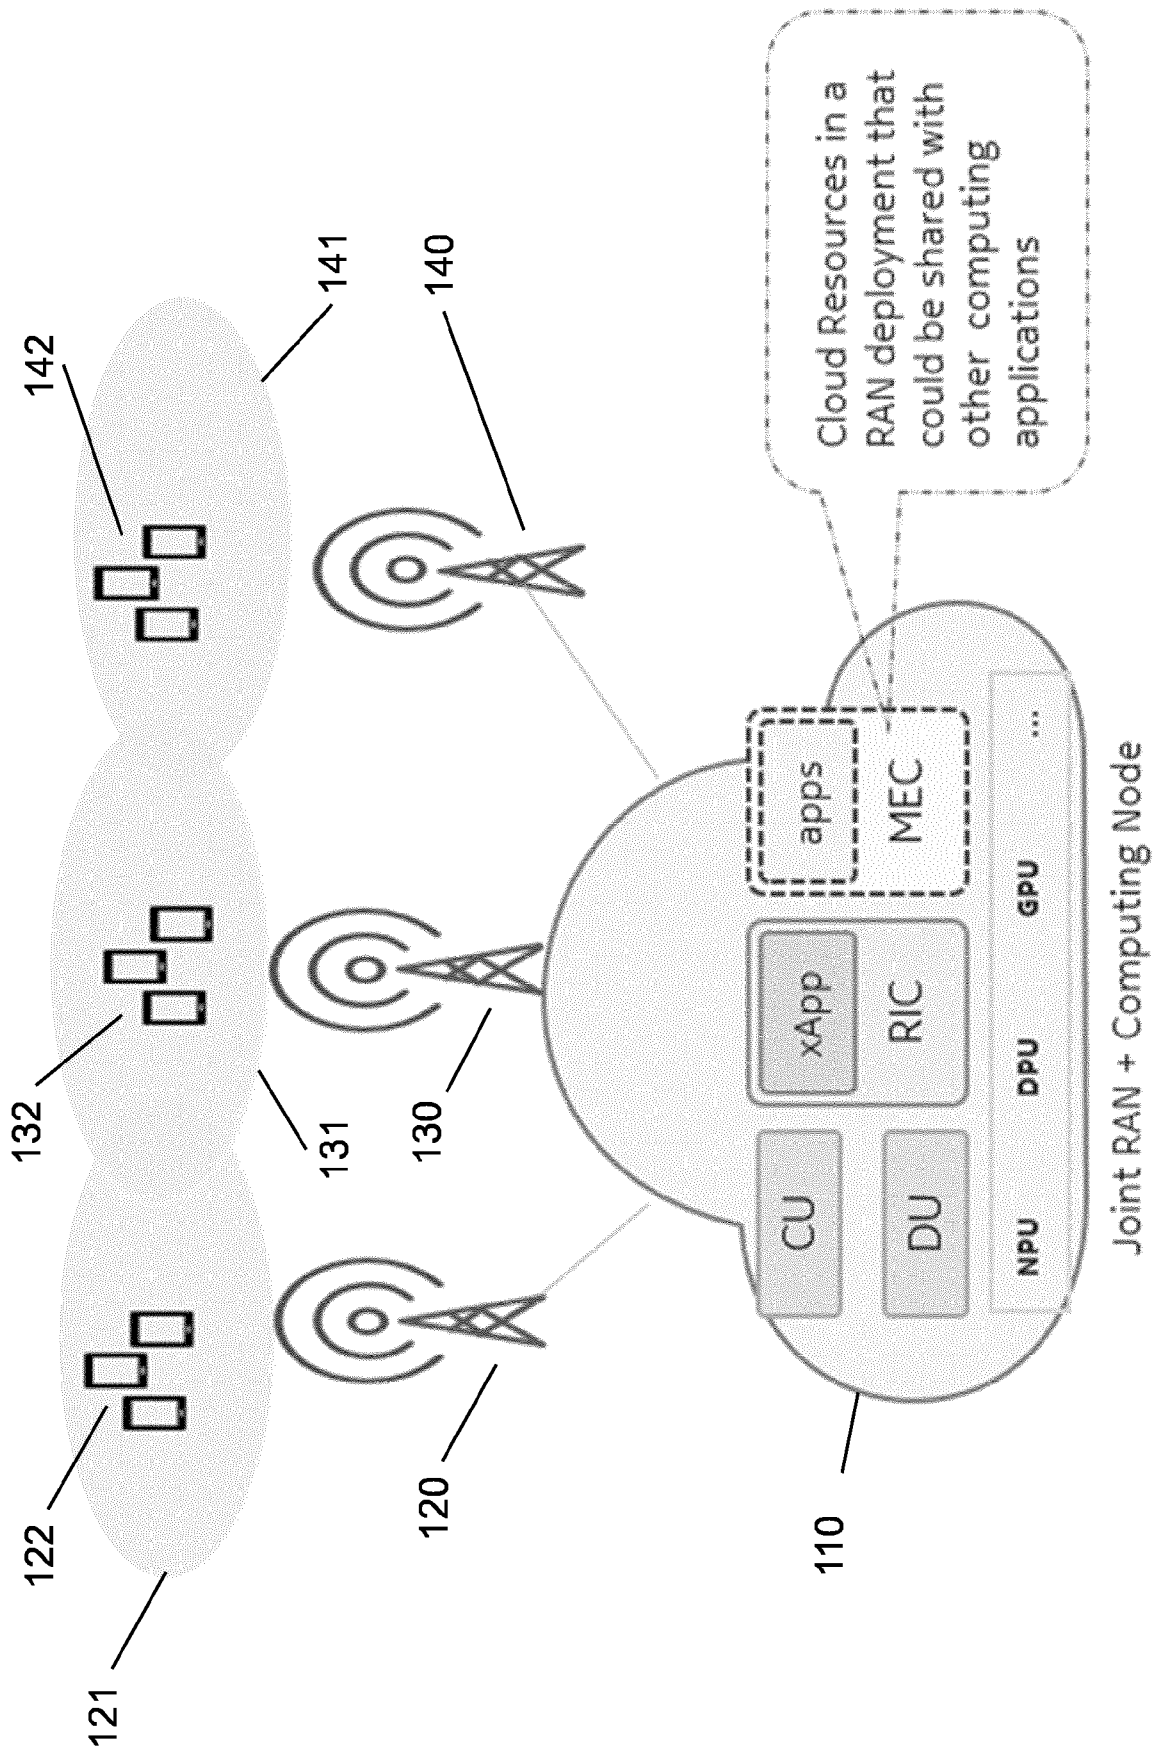 121
122
132
142
131
141
120
130
140
110
CU
DU
xApp
RIC
apps
MEC
NPU
DPU
GPU
...
Cloud Resources in a
RAN deployment that
could be shared with
other computing
applications
Joint RAN + Computing Node